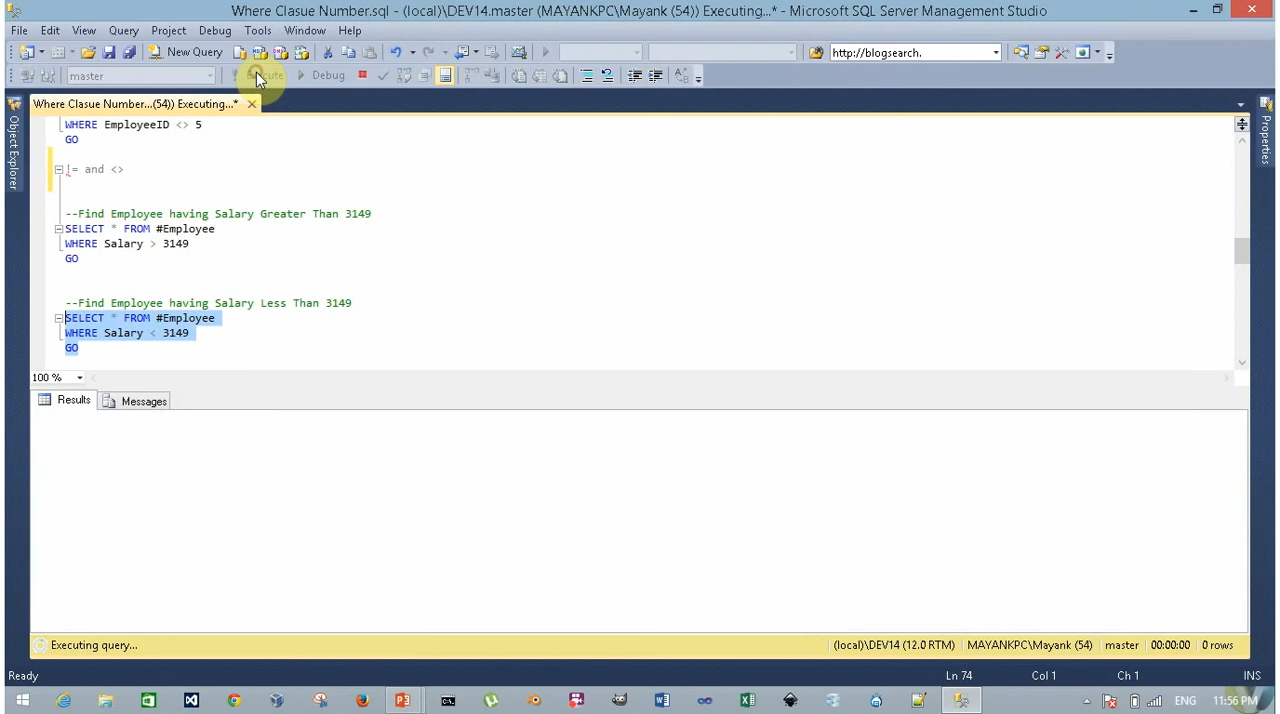 Where Clasue Number.sql - (local)\DEV14.master (MAYANKPC\Mayank (54)) Executing...* - Microsoft SQL Server Management Studio
File Edit View Query Project Debug Tools Window Help
New Query http://blogsearch.
master Execute Debug
Where Clasue Number...(54)) Executing...*
Object Explorer
Properties
WHERE EmployeeID <> 5
GO
!= and <>
--Find Employee having Salary Greater Than 3149
SELECT * FROM #Employee
WHERE Salary > 3149
GO
--Find Employee having Salary Less Than 3149
SELECT * FROM #Employee
WHERE Salary < 3149
GO
100 %
Results Messages
Executing query... (local)\DEV14 (12.0 RTM) MAYANKPC\Mayank (54) master 00:00:00 0 rows
Ready Ln 74 Col 1 Ch 1 INS
ENG 11:56 PM